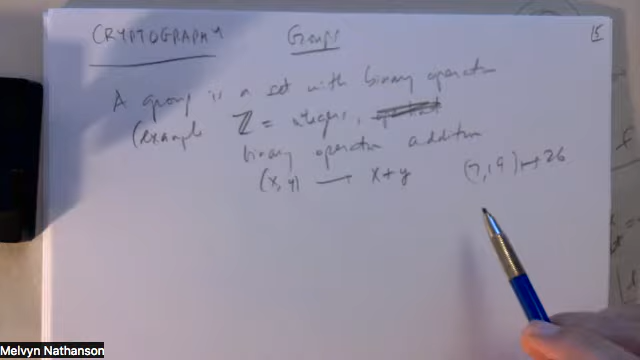 CRYPTOGRAPHY Groups 15
A group is a set with binary operation
(example ℤ = integers,
binary operation addition
(x,y) → x+y (7,19) ↦ 26
Melvyn Nathanson